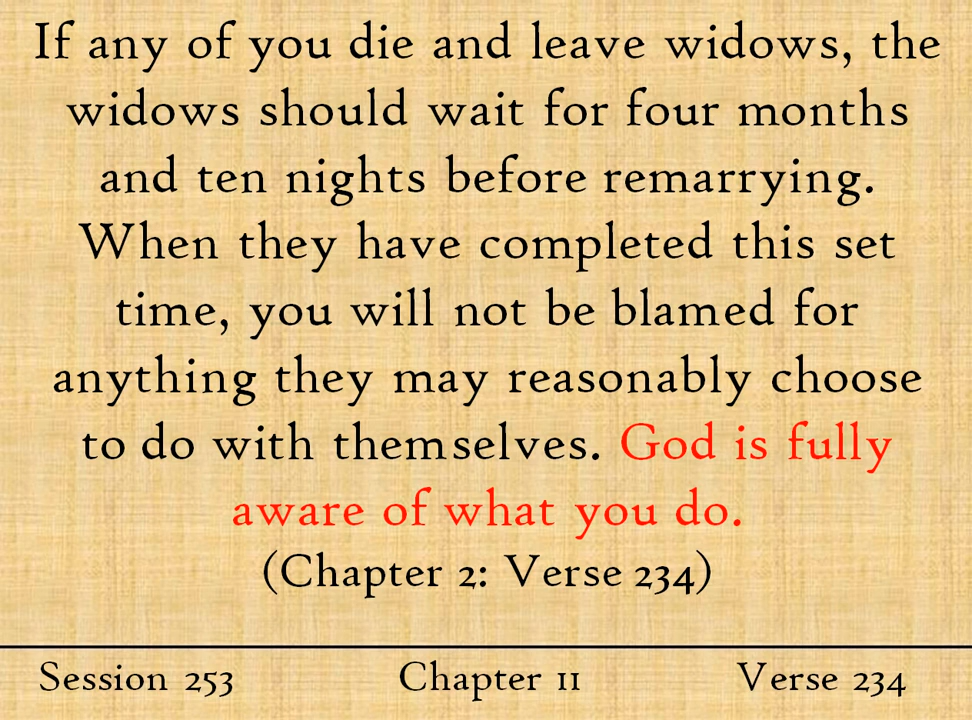 If any of you die and leave widows, the
widows should wait for four months
and ten nights before remarrying.
When they have completed this set
time, you will not be blamed for
anything they may reasonably choose
to do with themselves. God is fully
aware of what you do.
(Chapter 2: Verse 234)
Session 253 Chapter 11 Verse 234